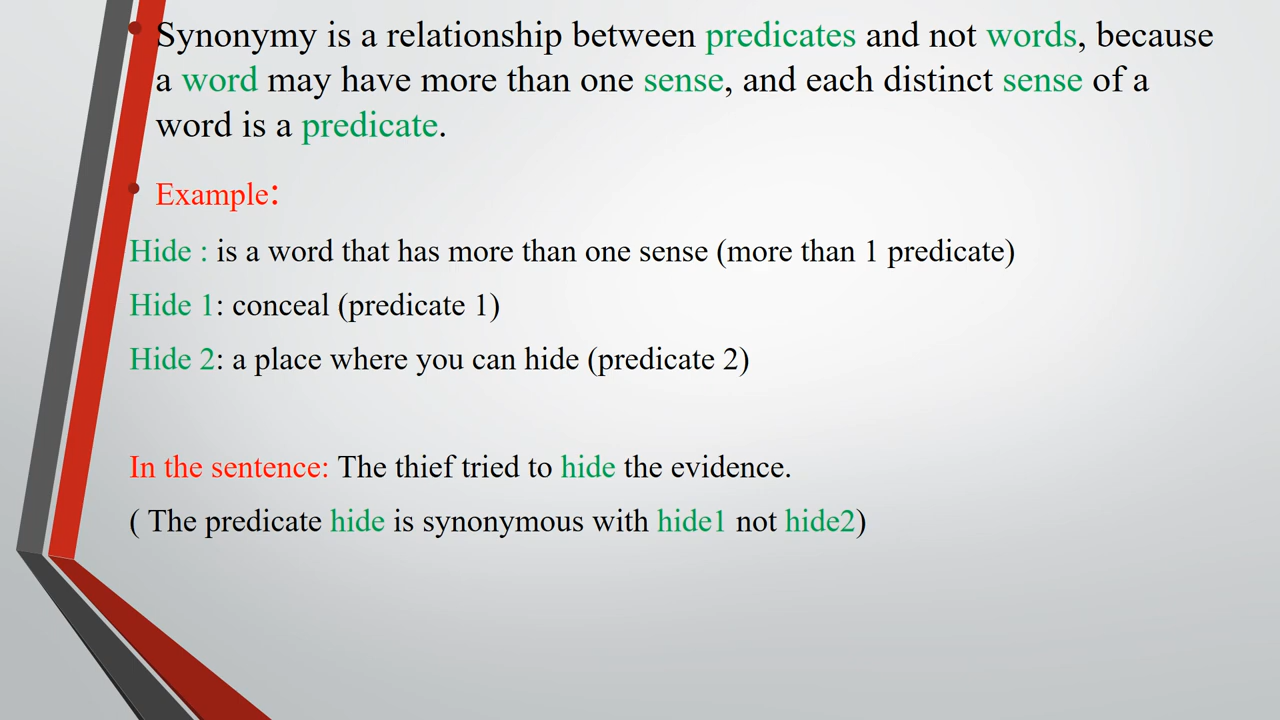 Synonymy is a relationship between predicates and not words, because
a word may have more than one sense, and each distinct sense of a
word is a predicate.
Example:
Hide : is a word that has more than one sense (more than 1 predicate)
Hide 1: conceal (predicate 1)
Hide 2: a place where you can hide (predicate 2)
In the sentence: The thief tried to hide the evidence.
( The predicate hide is synonymous with hide1 not hide2)